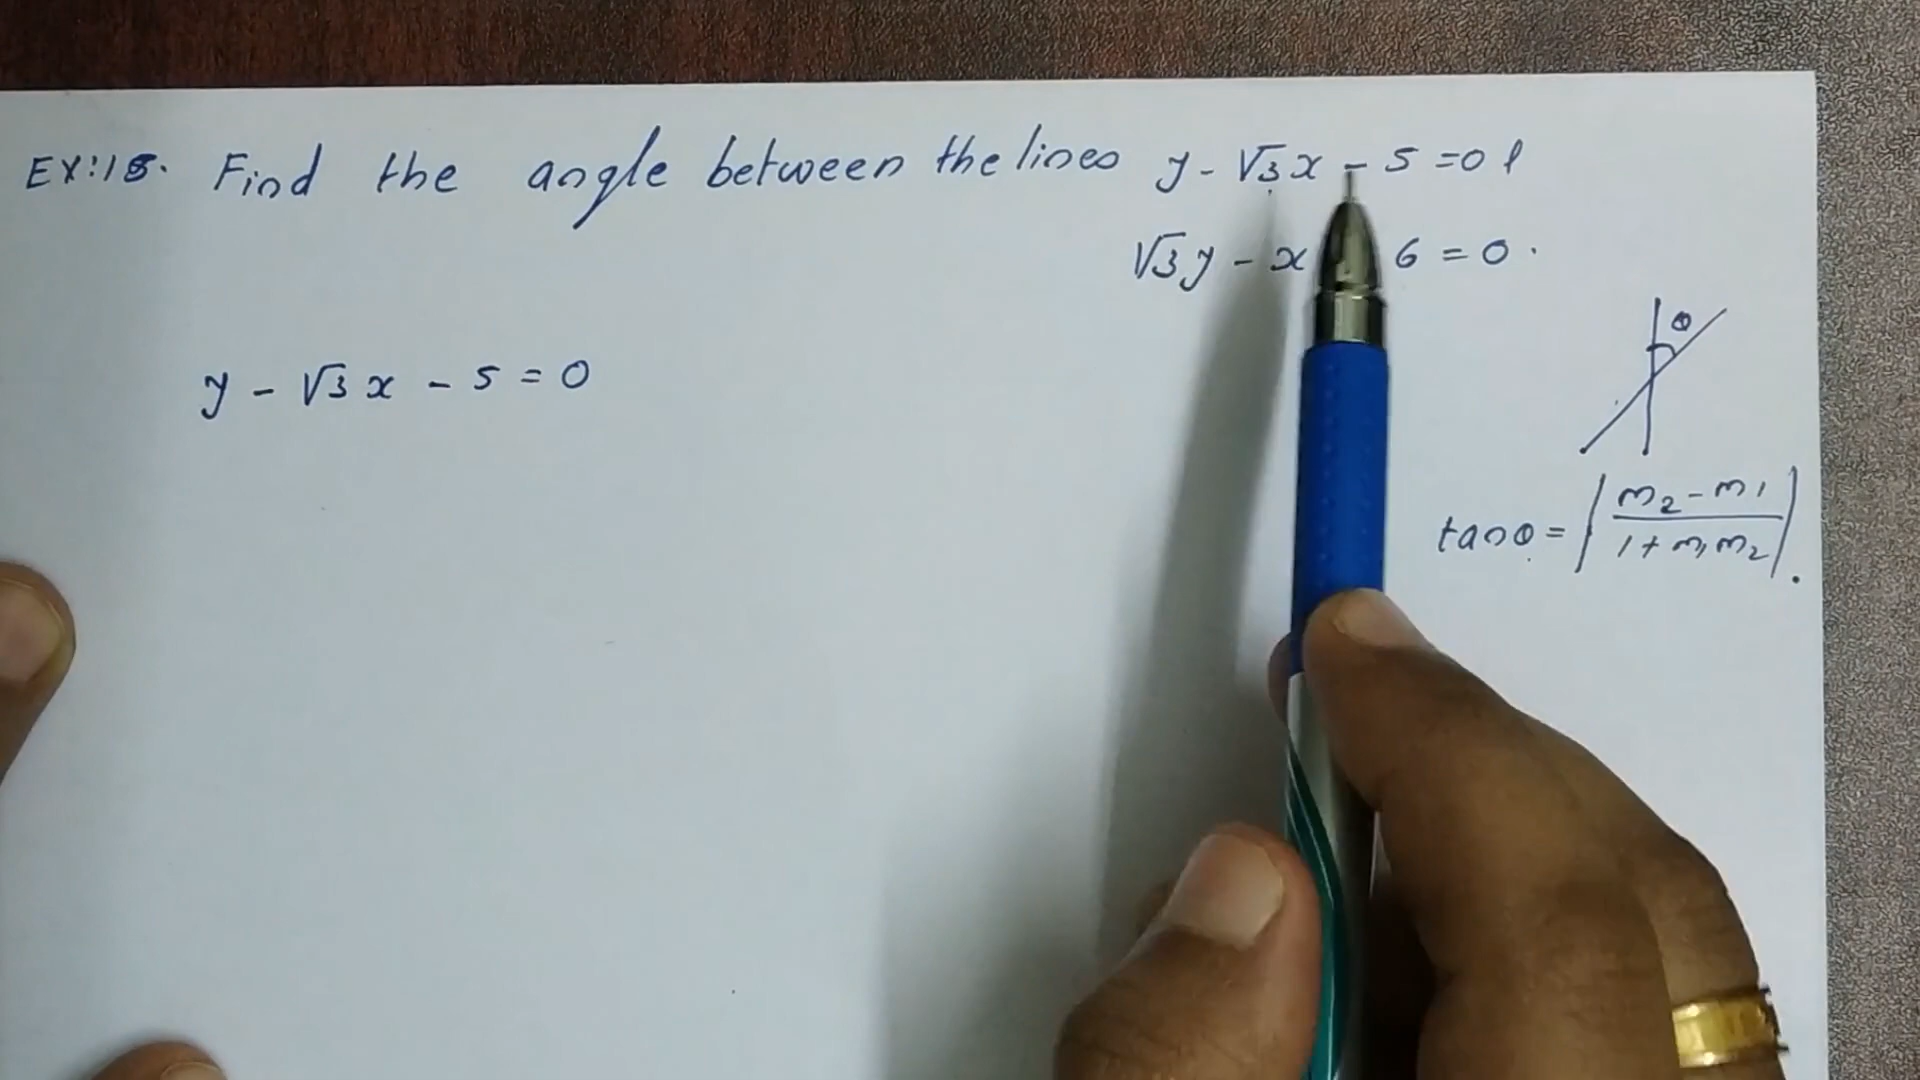 EX:15. Find the angle between the lines y - √3x - 5 = 0 &
√3y - x 6 = 0.
θ
y - √3x - 5 = 0
tanθ = |m₂ - m₁ / 1 + m₁m₂|.